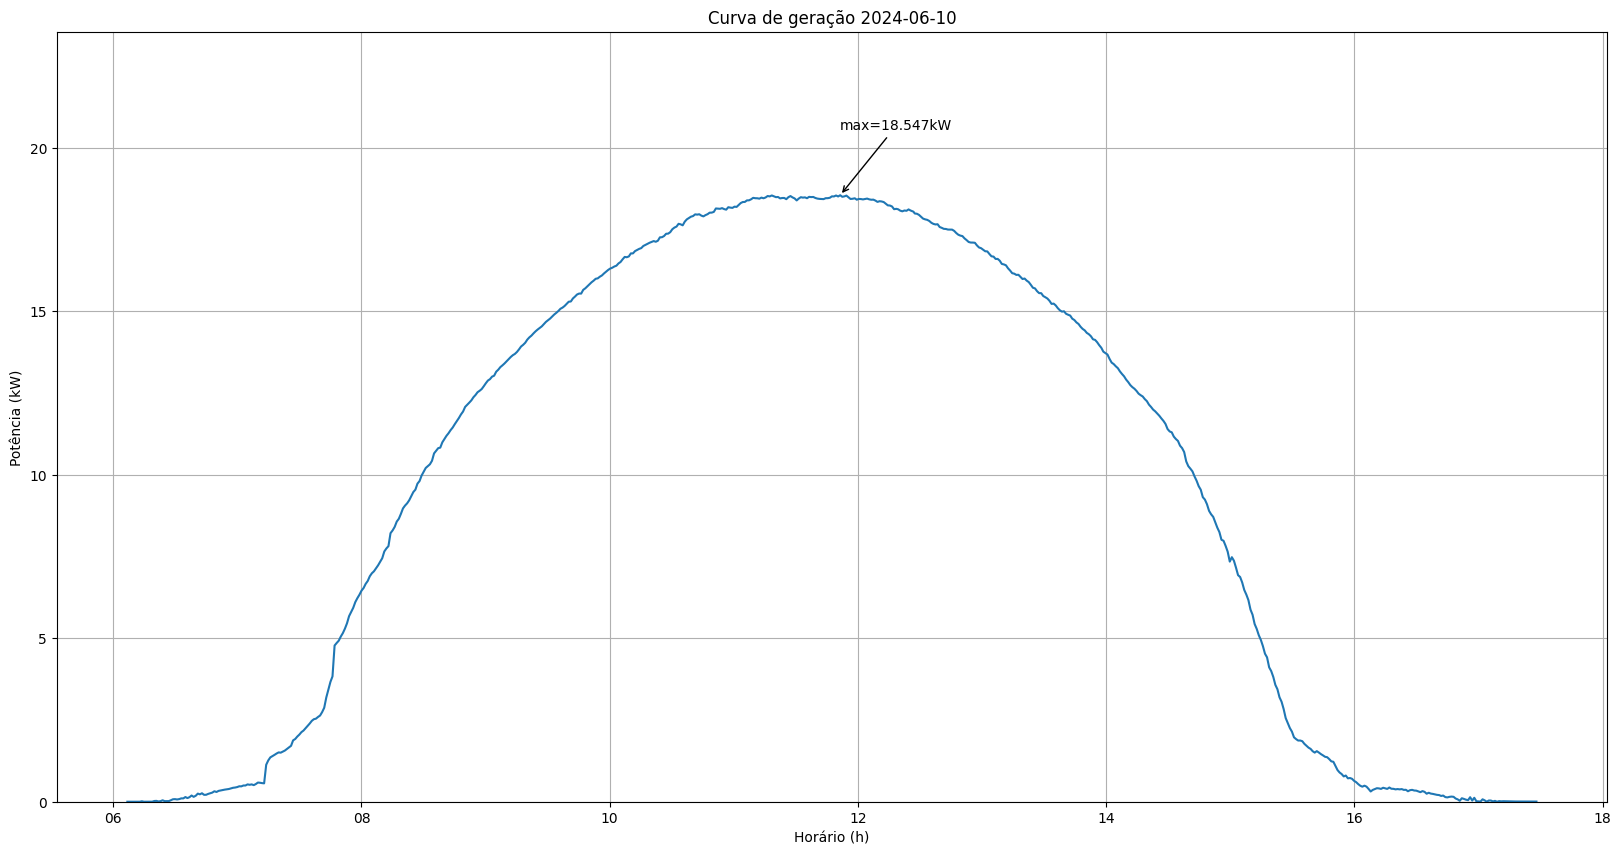 Curva de geração 2024-06-10
max=18.547kW
20
15
10
5
0
Potência (kW)
06 08 10 12 14 16 18
Horário (h)